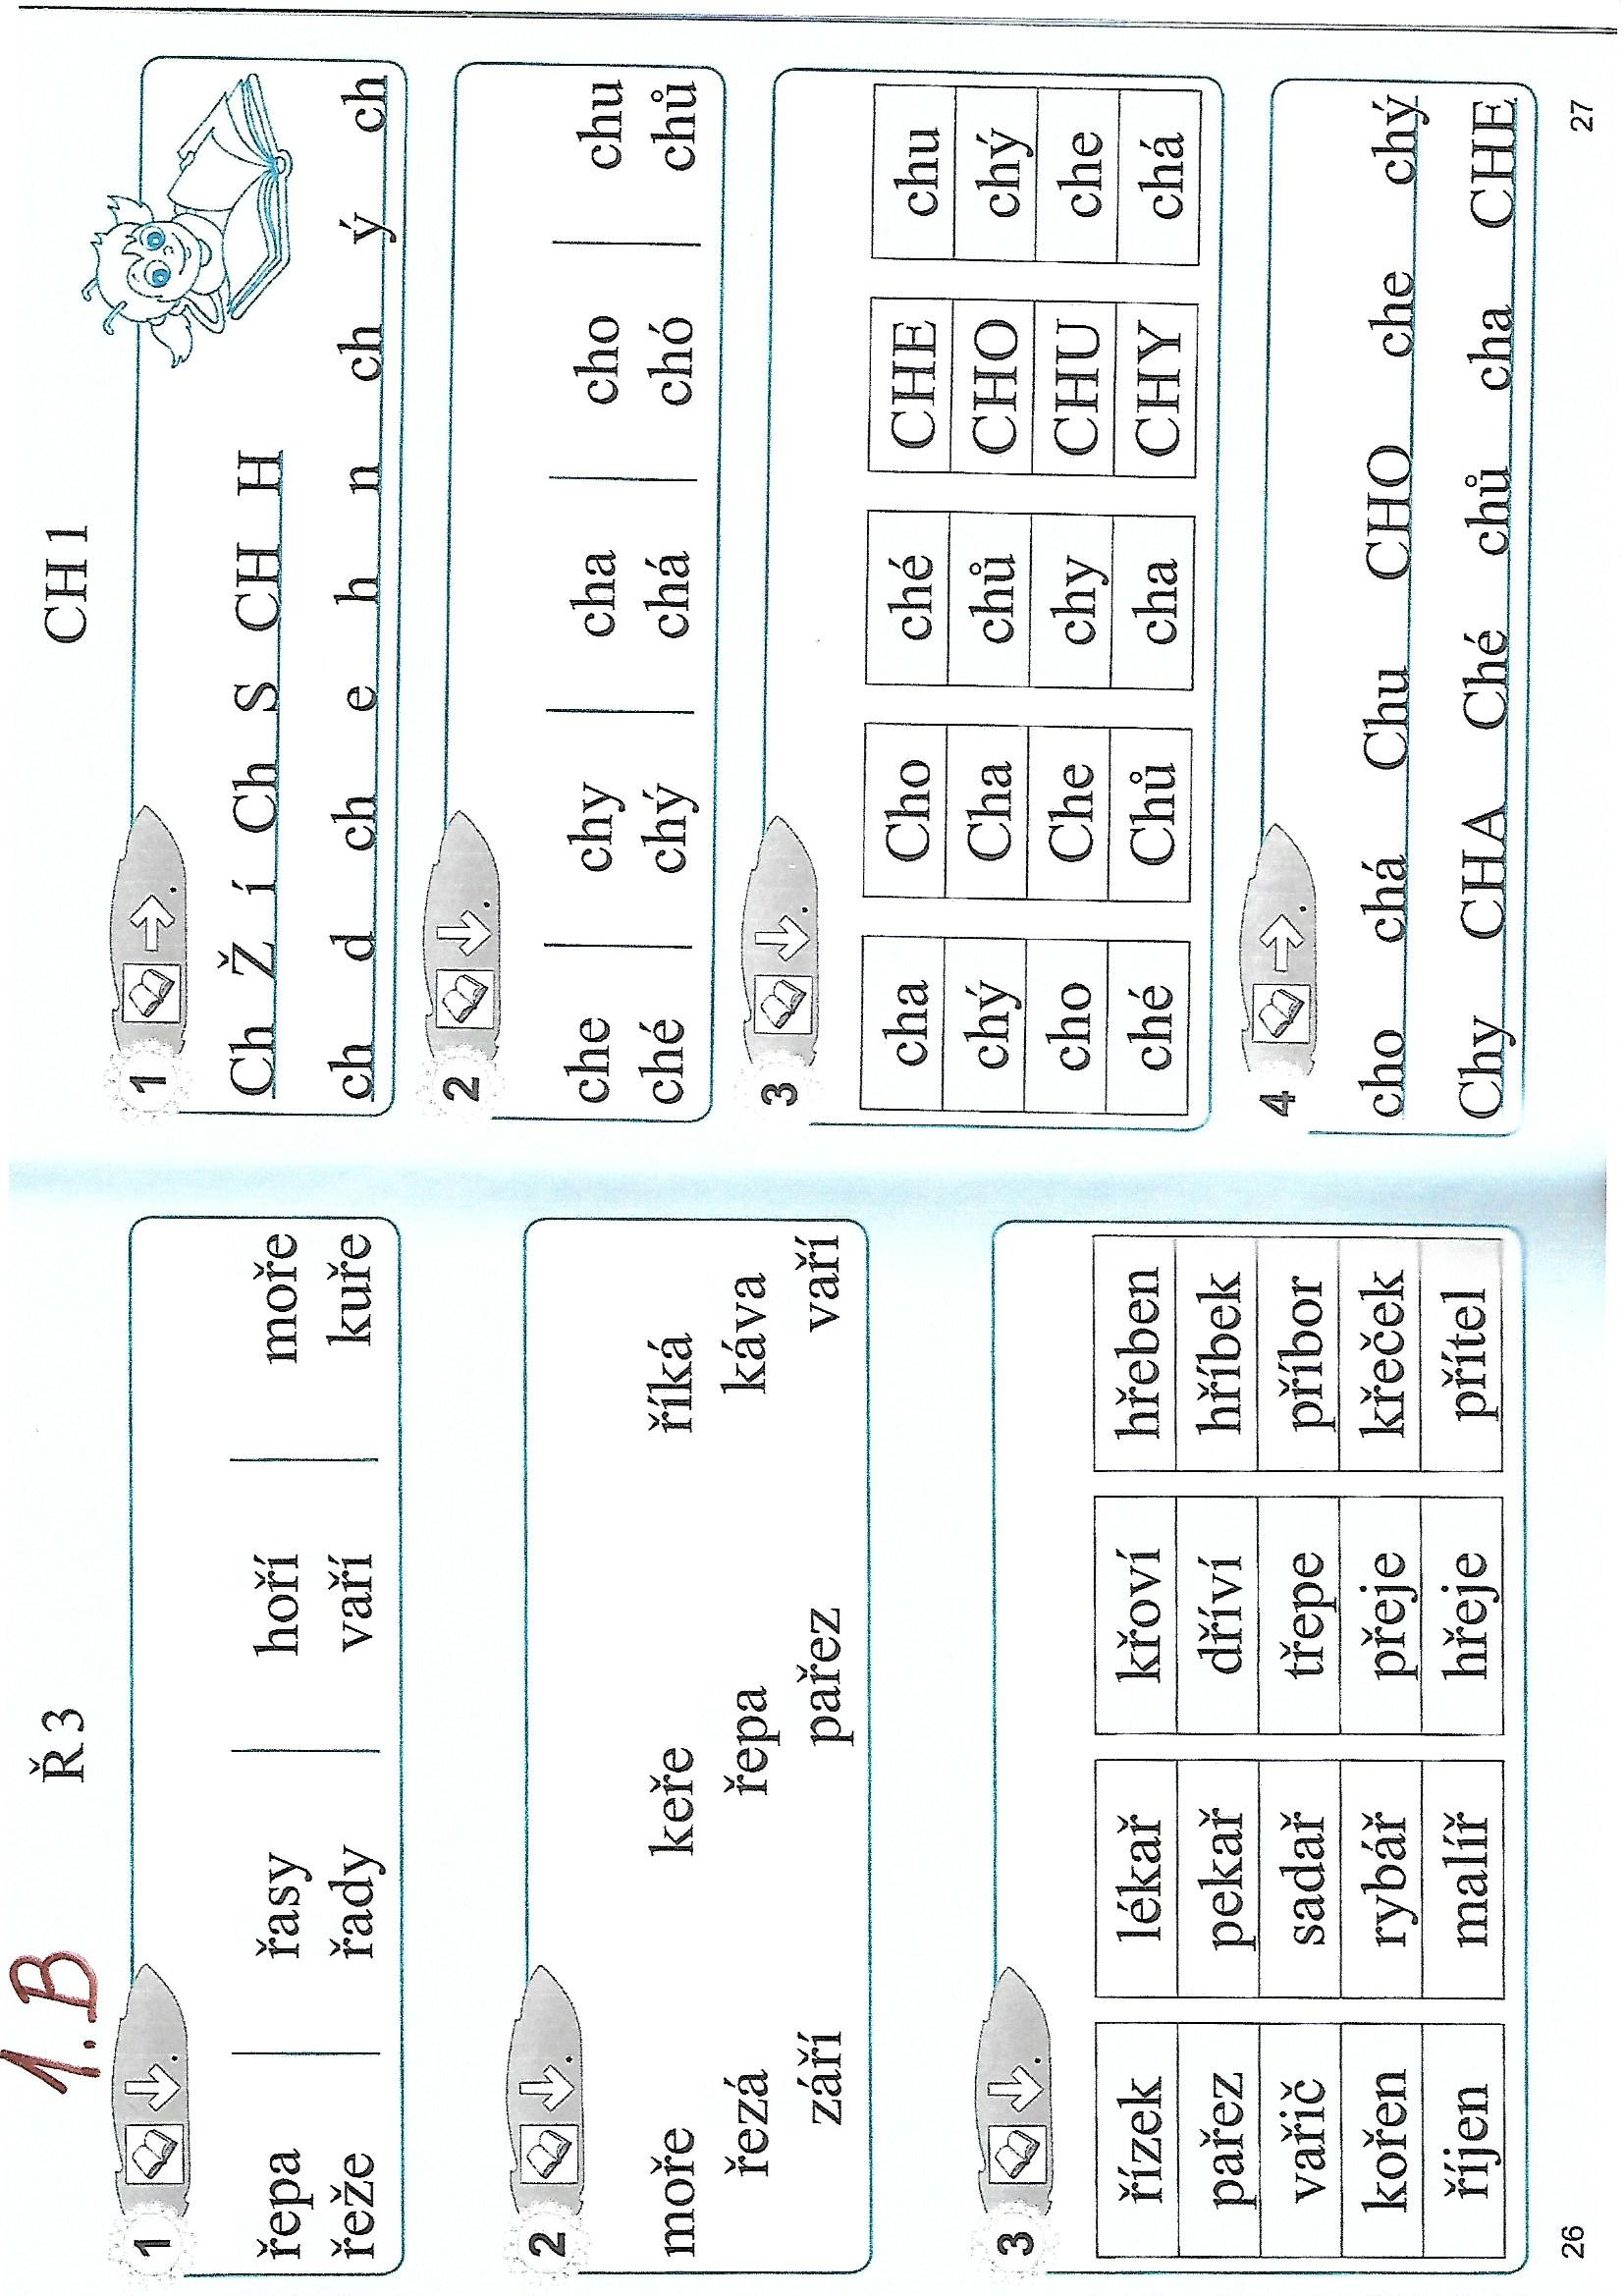 1.B
Ř 3
1
řepa řasy hoří moře
řeže řady vaří kuře
2
moře keře říká
řezá řepa káva
září pařez vaří
3
řízek lékař křoví hřeben
pařez pekař dříví hříbek
vařič sadař třepe příbor
kořen rybář přeje křeček
říjen malíř hřeje přítel
26
CH 1
1
Ch Ž í Ch S CH H
ch d ch e h n ch ý ch
2
che chy cha cho chu
ché chý chá chó chů
3
cha Cho ché CHE chu
chý Cha chů CHO chý
cho Che chy CHU che
ché Chů cha CHY chá
4
cho chá Chu CHO che chý
Chy CHA Ché chů cha CHE
27